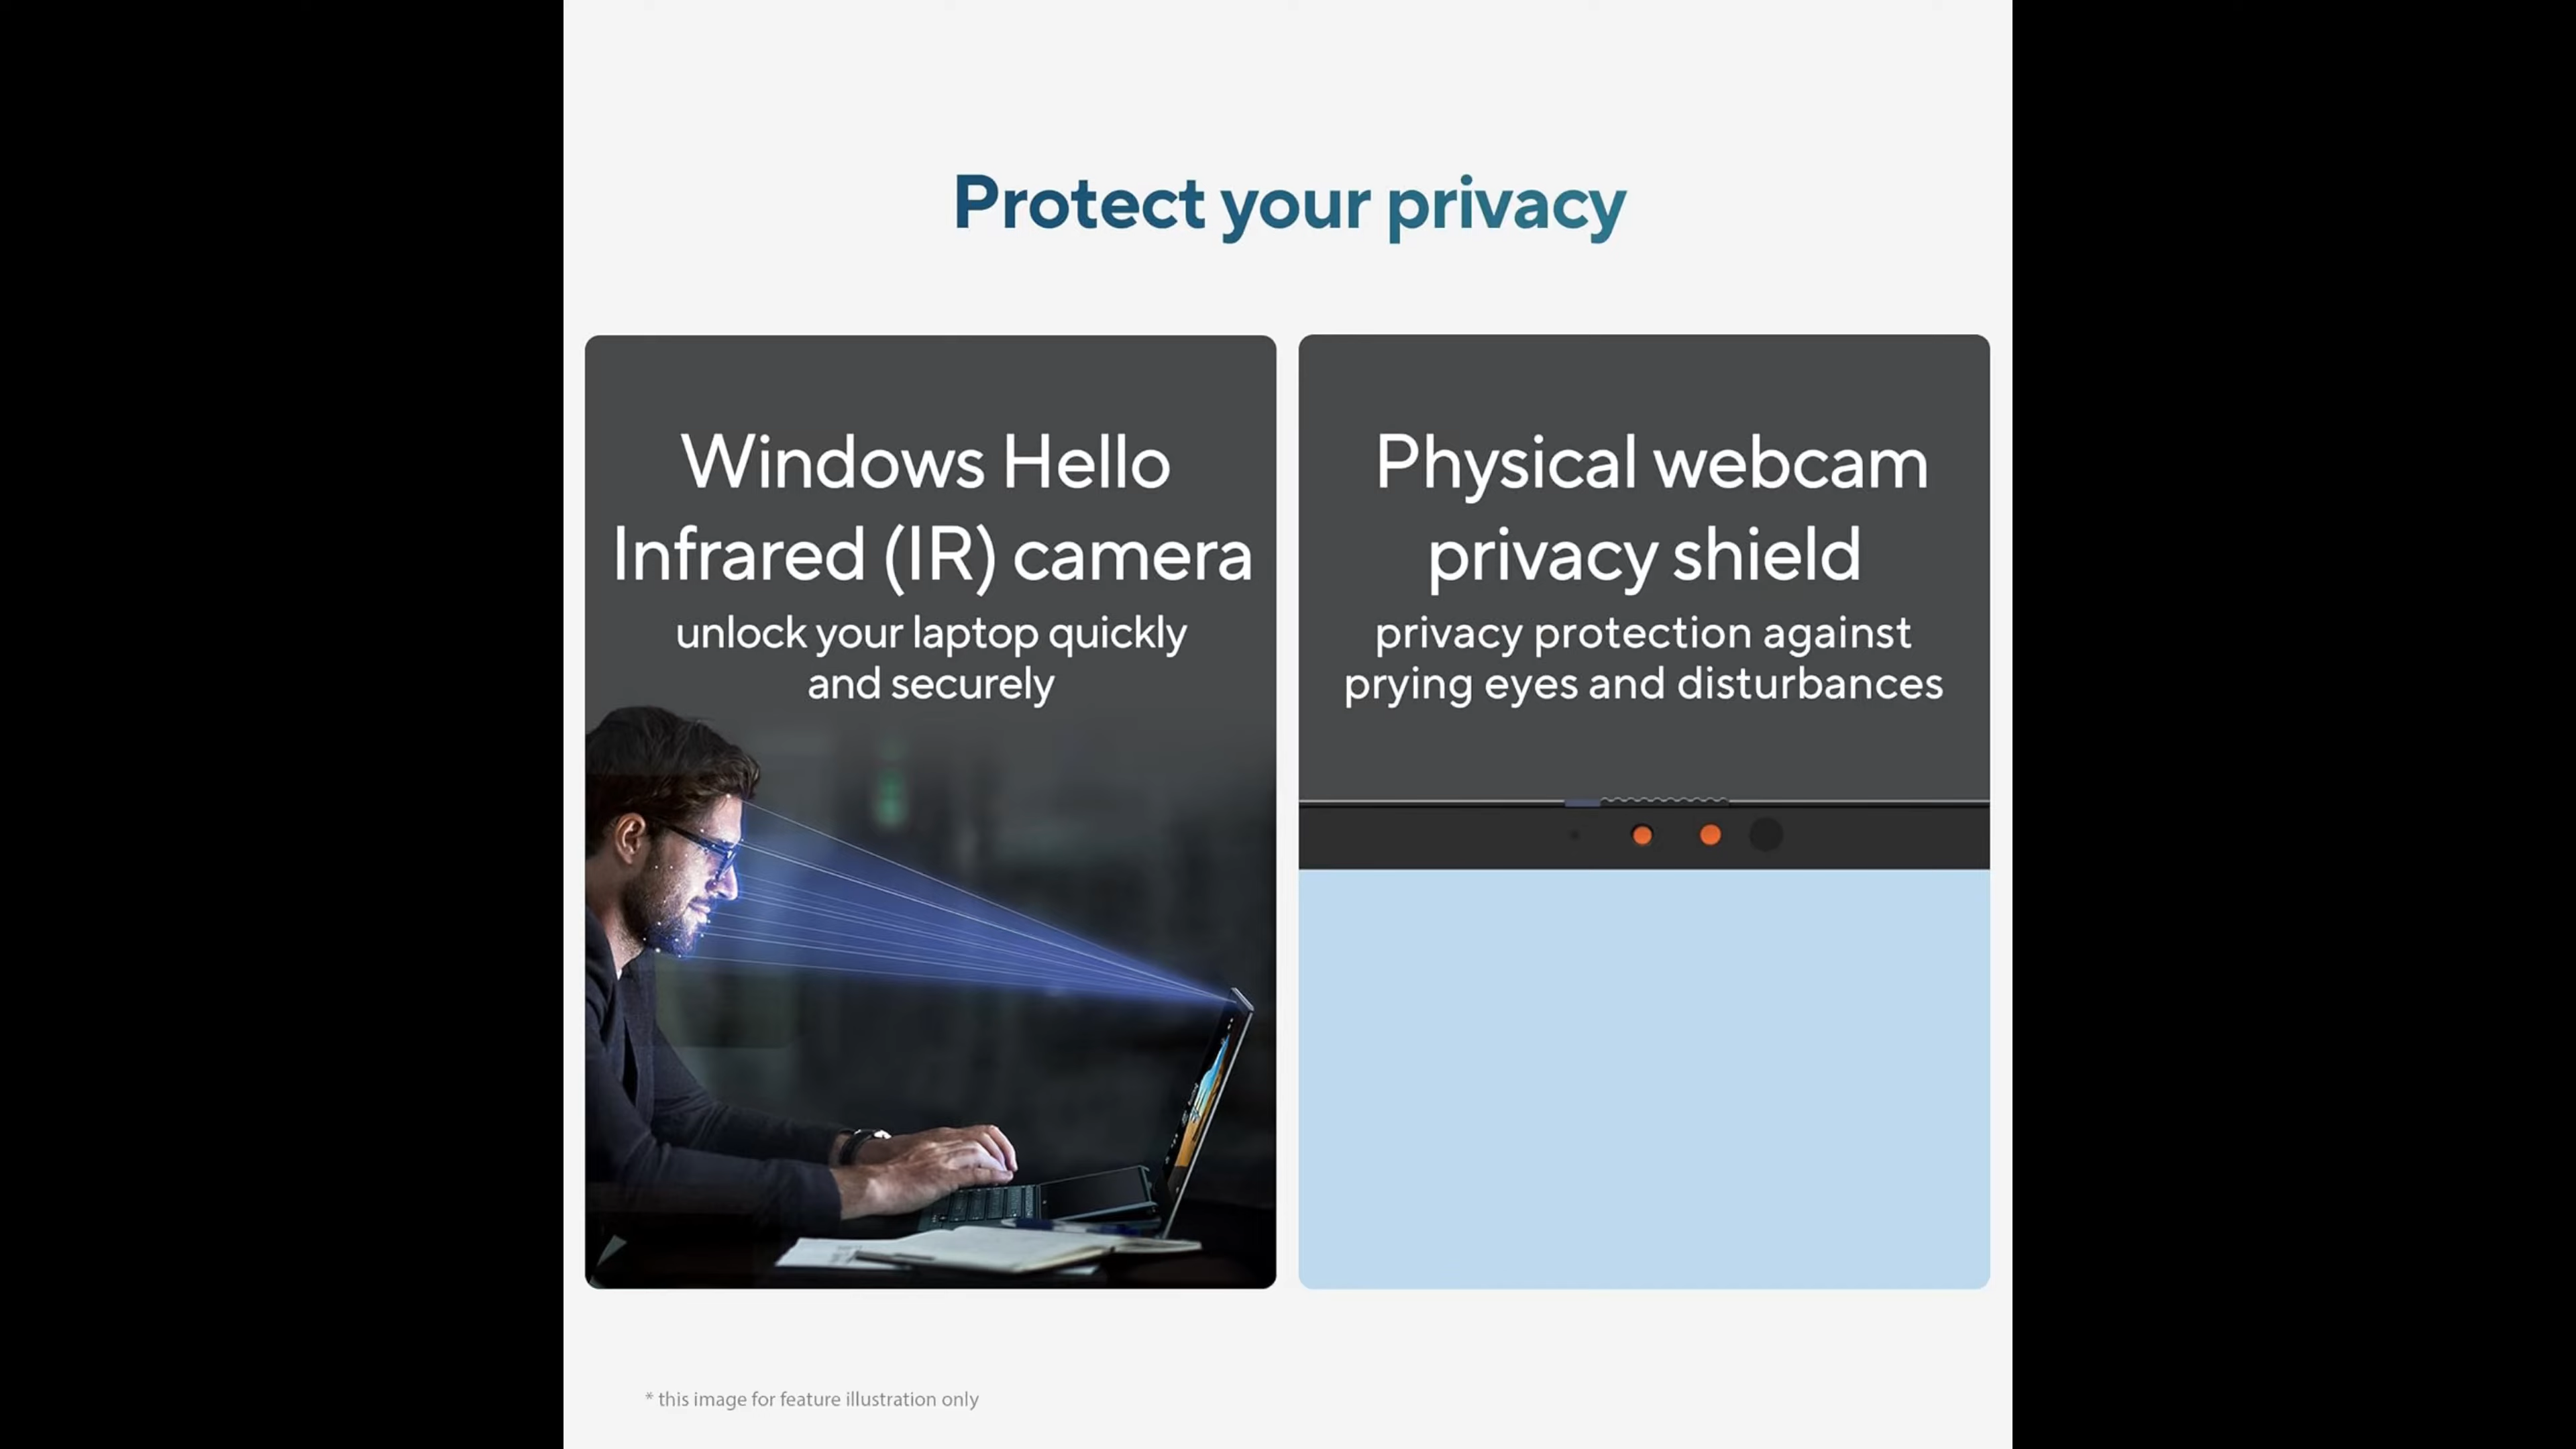 Protect your privacy
Windows Hello
Infrared (IR) camera
unlock your laptop quickly
and securely
Physical webcam
privacy shield
privacy protection against
prying eyes and disturbances
* this image for feature illustration only